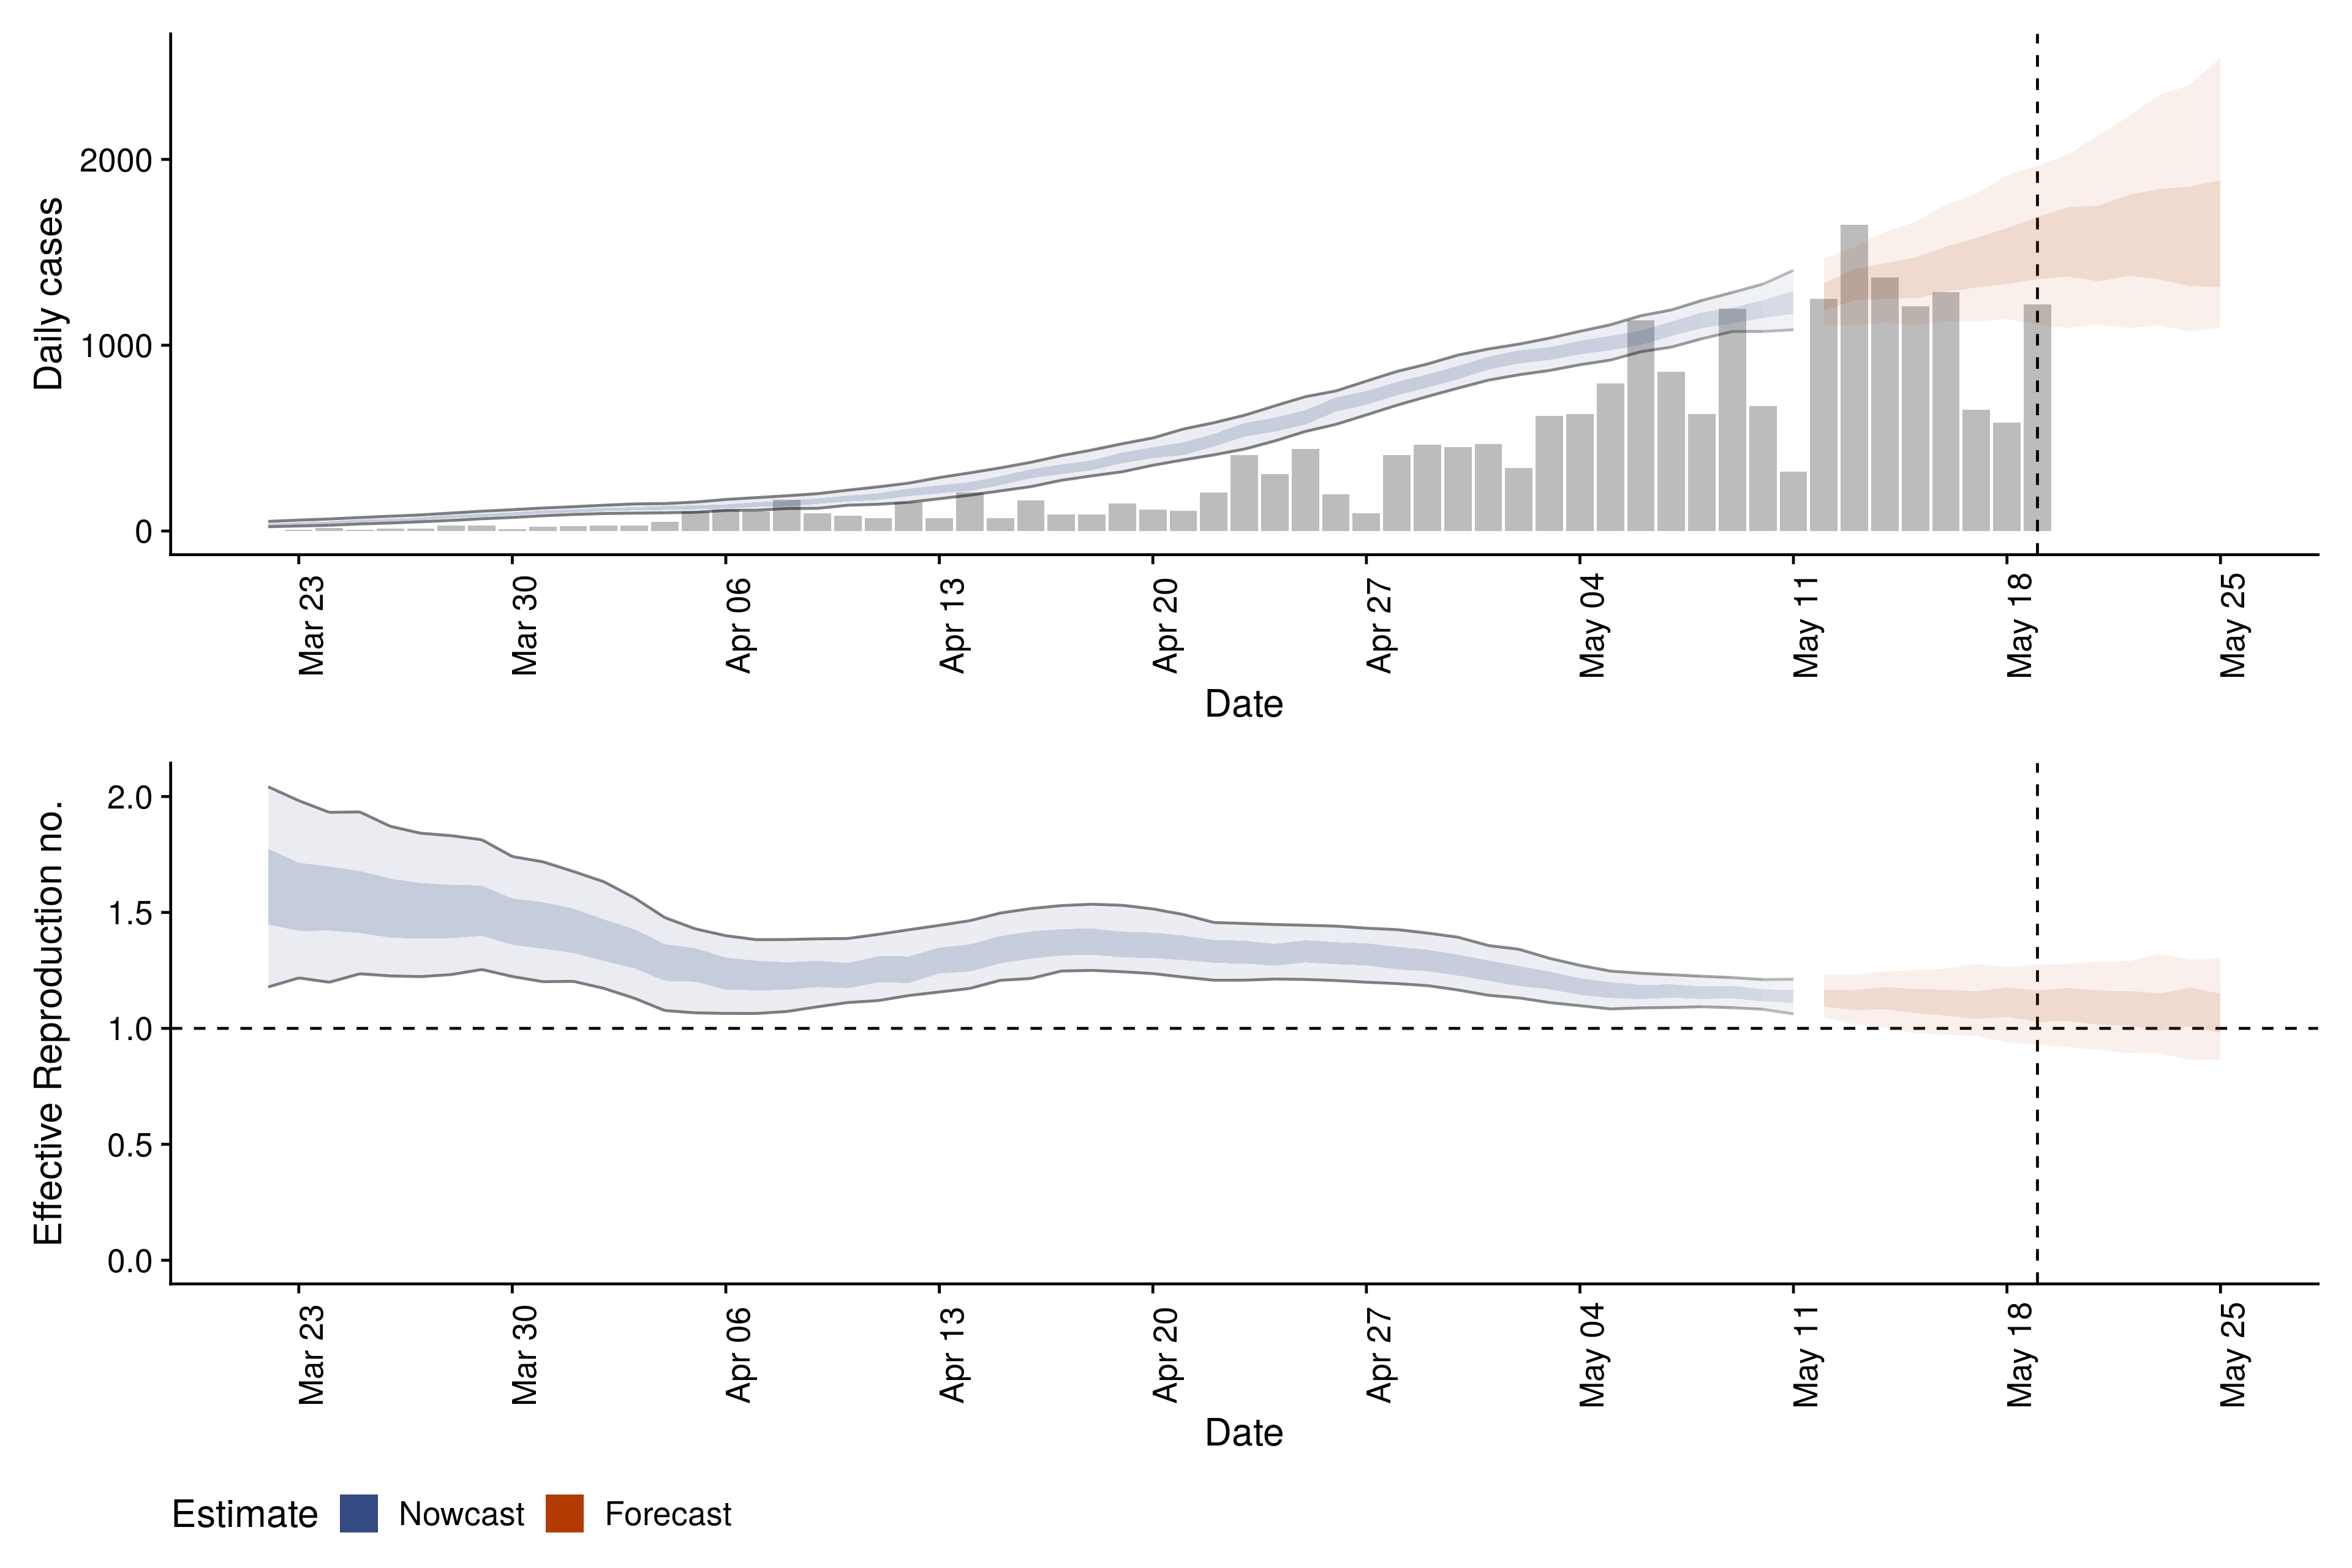 Daily cases
2000
1000
0
Mar 23
Mar 30
Apr 06
Apr 13
Apr 20
Apr 27
May 04
May 11
May 18
May 25
Date
Effective Reproduction no.
2.0
1.5
1.0
0.5
0.0
Mar 23
Mar 30
Apr 06
Apr 13
Apr 20
Apr 27
May 04
May 11
May 18
May 25
Date
Estimate Nowcast Forecast